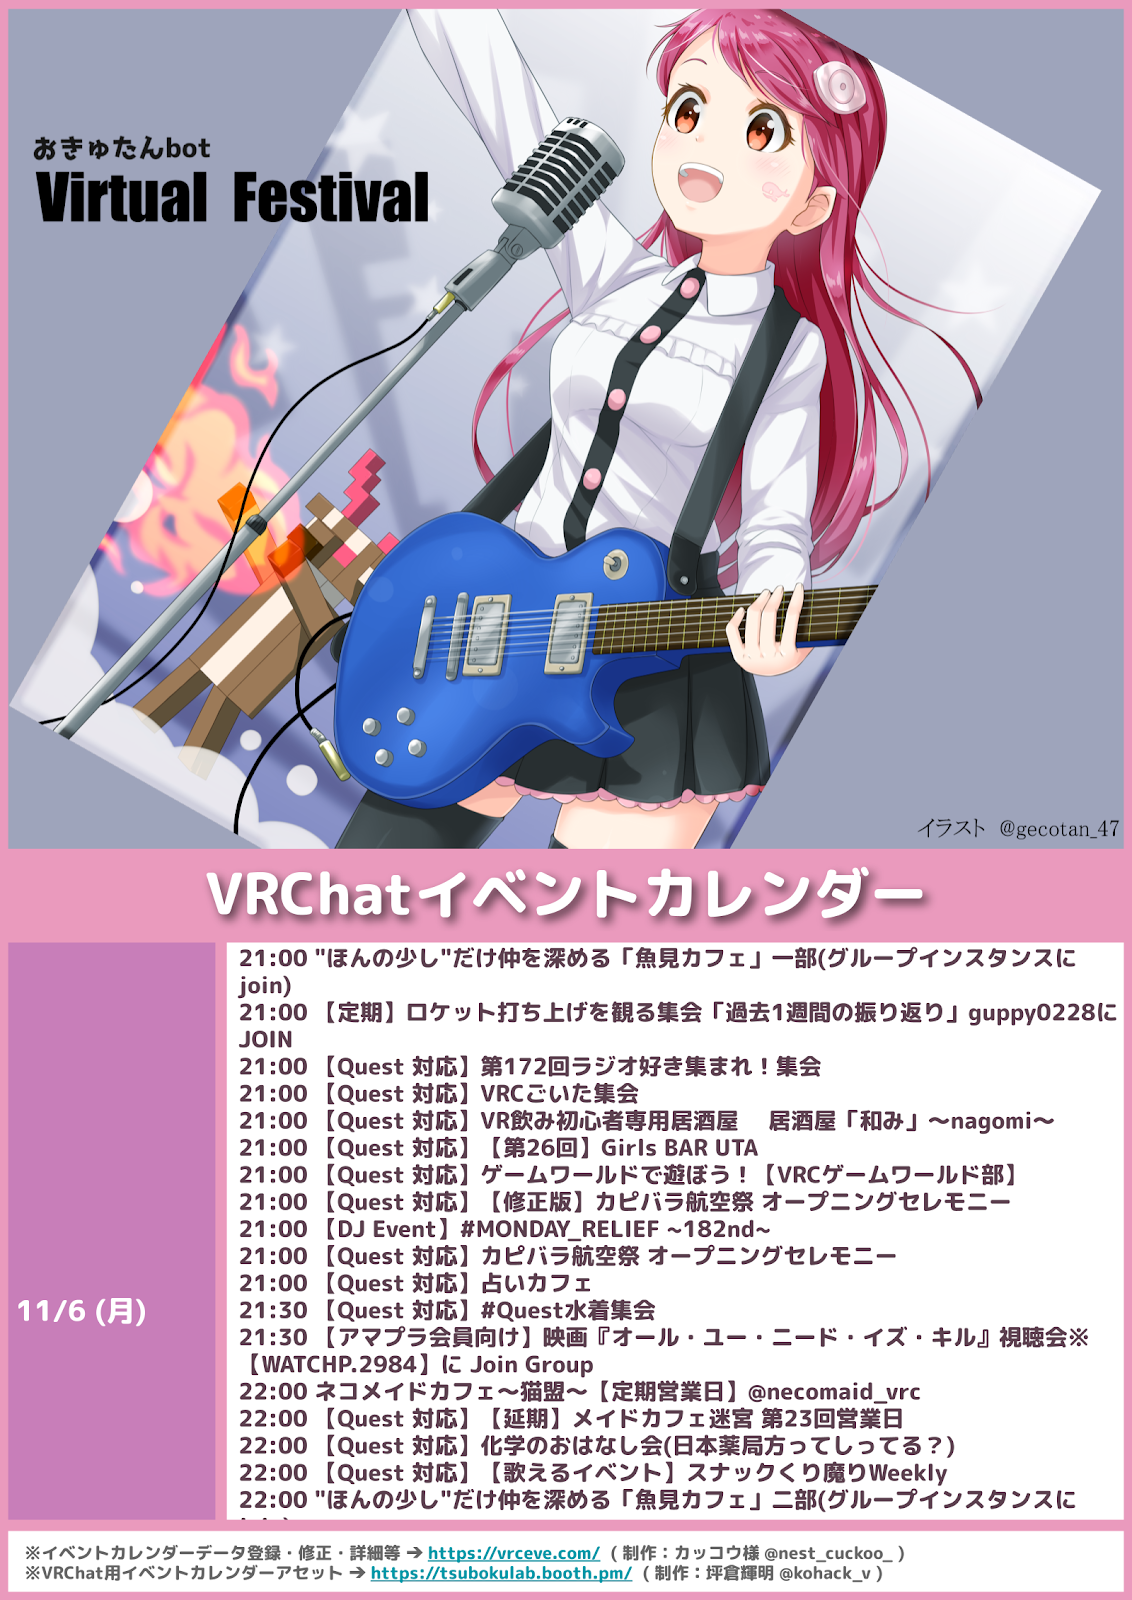 おきゅたんbot
Virtual Festival
イラスト @gecotan_47
VRChatイベントカレンダー
11/6 (月)
21:00 "ほんの少し"だけ仲を深める「魚見カフェ」一部(グループインスタンスに
join)
21:00 【定期】ロケット打ち上げを観る集会「過去1週間の振り返り」guppy0228に
JOIN
21:00 【Quest 対応】第172回ラジオ好き集まれ！集会
21:00 【Quest 対応】VRCごいた集会
21:00 【Quest 対応】VR飲み初心者専用居酒屋　居酒屋「和み」～nagomi～
21:00 【Quest 対応】【第26回】Girls BAR UTA
21:00 【Quest 対応】ゲームワールドで遊ぼう！【VRCゲームワールド部】
21:00 【Quest 対応】【修正版】カピバラ航空祭 オープニングセレモニー
21:00 【DJ Event】#MONDAY_RELIEF ~182nd~
21:00 【Quest 対応】カピバラ航空祭 オープニングセレモニー
21:00 【Quest 対応】占いカフェ
21:30 【Quest 対応】#Quest水着集会
21:30 【アマプラ会員向け】映画『オール・ユー・ニード・イズ・キル』視聴会※
【WATCHP.2984】に Join Group
22:00 ネコメイドカフェ～猫盟～【定期営業日】@necomaid_vrc
22:00 【Quest 対応】【延期】メイドカフェ迷宮 第23回営業日
22:00 【Quest 対応】化学のおはなし会(日本薬局方ってしってる？)
22:00 【Quest 対応】【歌えるイベント】スナックくり魔りWeekly
22:00 "ほんの少し"だけ仲を深める「魚見カフェ」二部(グループインスタンスに
※イベントカレンダーデータ登録・修正・詳細等 ➔ https://vrceve.com/ （制作：カッコウ様 @nest_cuckoo_ ）
※VRChat用イベントカレンダーアセット ➔ https://tsubokulab.booth.pm/ （制作：坪倉輝明 @kohack_v ）